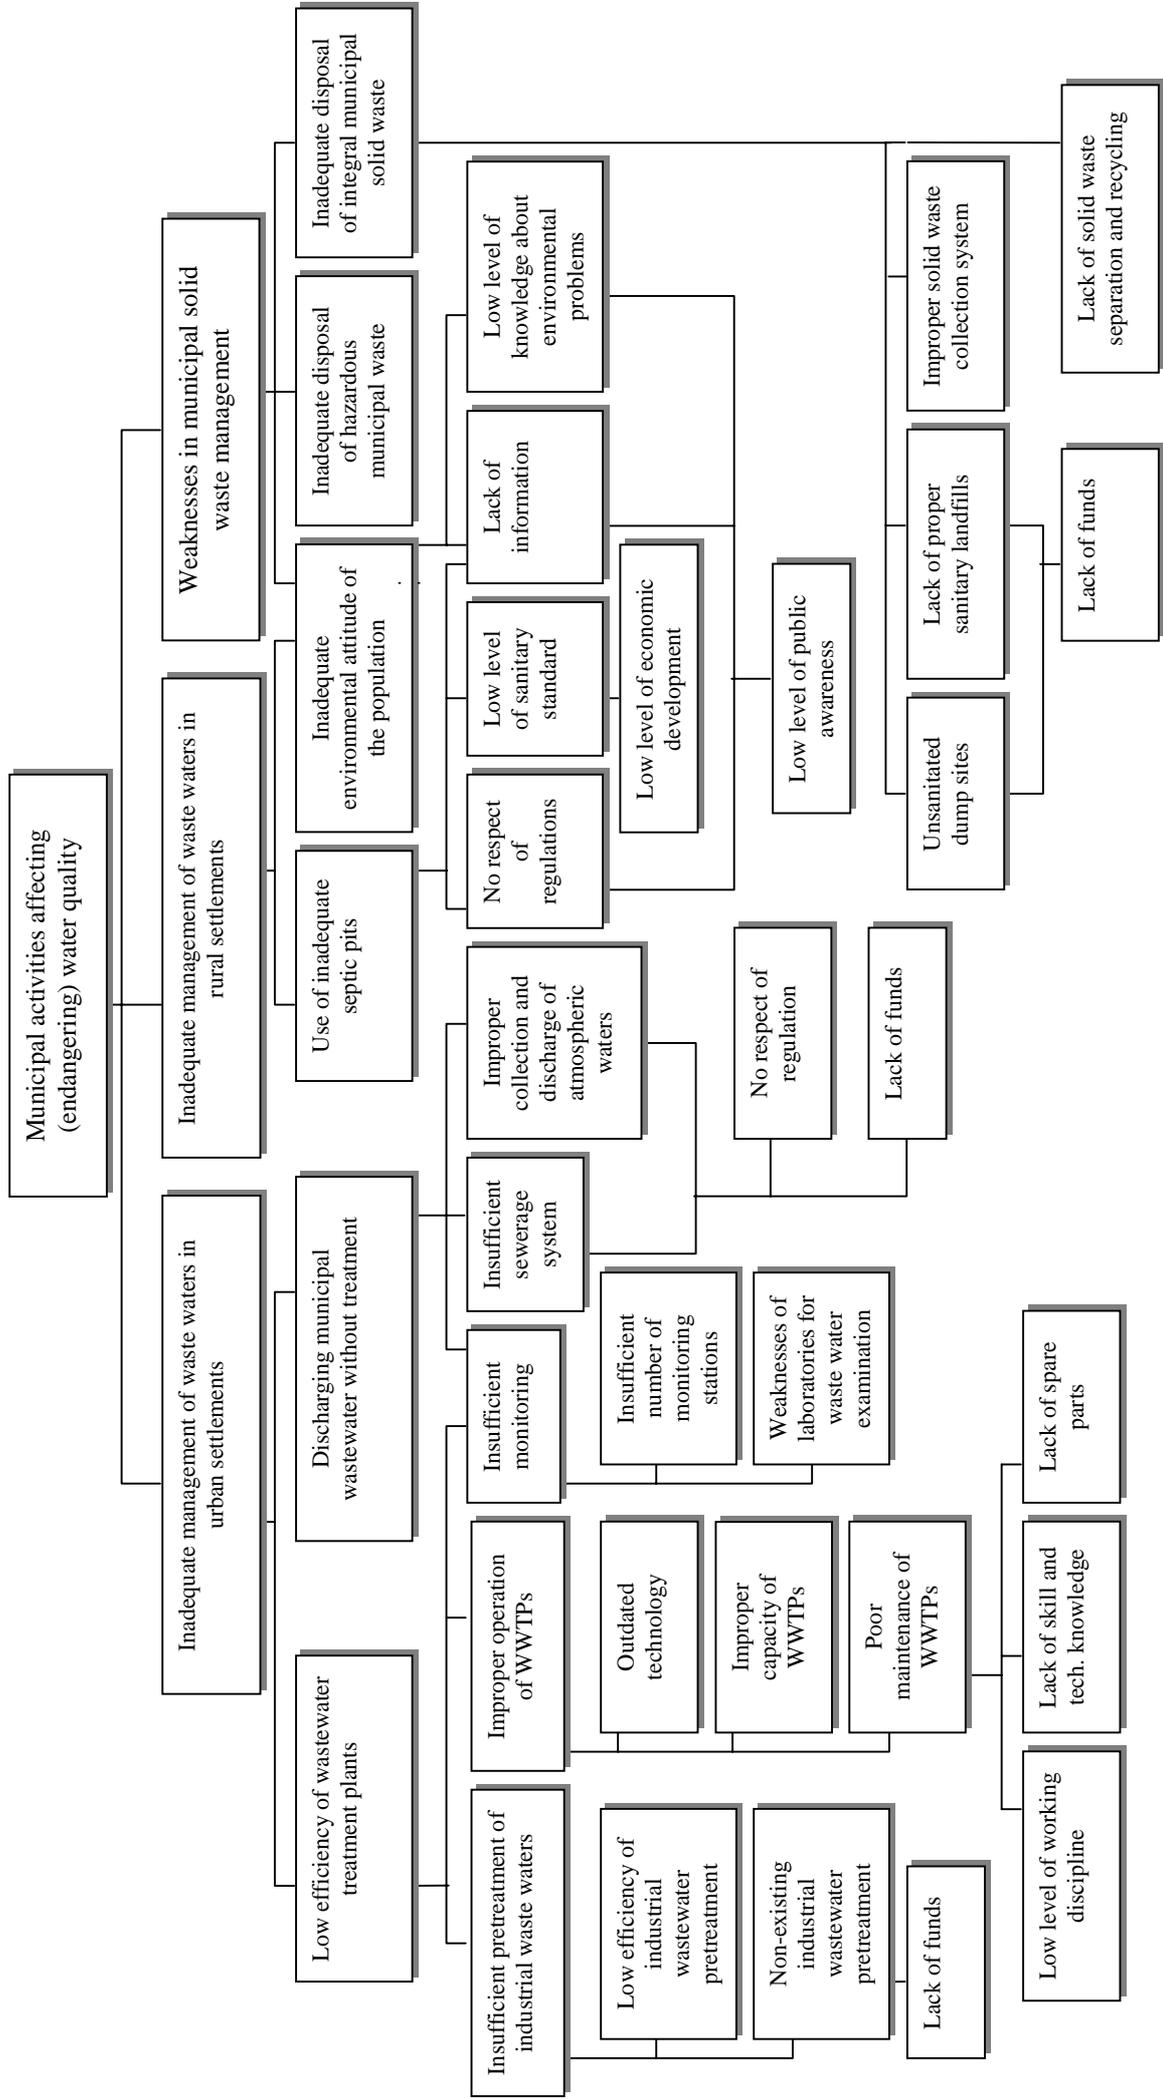 Municipal activities affecting
(endangering) water quality
Inadequate management of waste waters in
urban settlements
Inadequate management of waste waters in
rural settlements
Weaknesses in municipal solid
waste management
Low efficiency of wastewater
treatment plants
Discharging municipal
wastewater without treatment
Use of inadequate
septic pits
Inadequate
environmental attitude of
the population
Inadequate disposal
of hazardous
municipal waste
Inadequate disposal
of integral municipal
solid waste
Insufficient pretreatment of
industrial waste waters
Improper operation
of WWTPs
Insufficient
monitoring
Insufficient
sewerage
system
Improper
collection and
discharge of
atmospheric
waters
No respect
of
regulations
Low level
of sanitary
standard
Lack of
information
Low level of
knowledge about
environmental
problems
Low efficiency of
industrial
wastewater
pretreatment
Outdated
technology
Insufficient
number of
monitoring
stations
Low level of economic
development
Non-existing
industrial
wastewater
pretreatment
Improper
capacity of
WWTPs
Weaknesses of
laboratories for
waste water
examination
No respect of
regulation
Low level of public
awareness
Poor
maintenance of
WWTPs
Lack of funds
Lack of funds
Unsanitated
dump sites
Lack of proper
sanitary landfills
Improper solid waste
collection system
Low level of working
discipline
Lack of skill and
tech. knowledge
Lack of spare
parts
Lack of funds
Lack of solid waste
separation and recycling